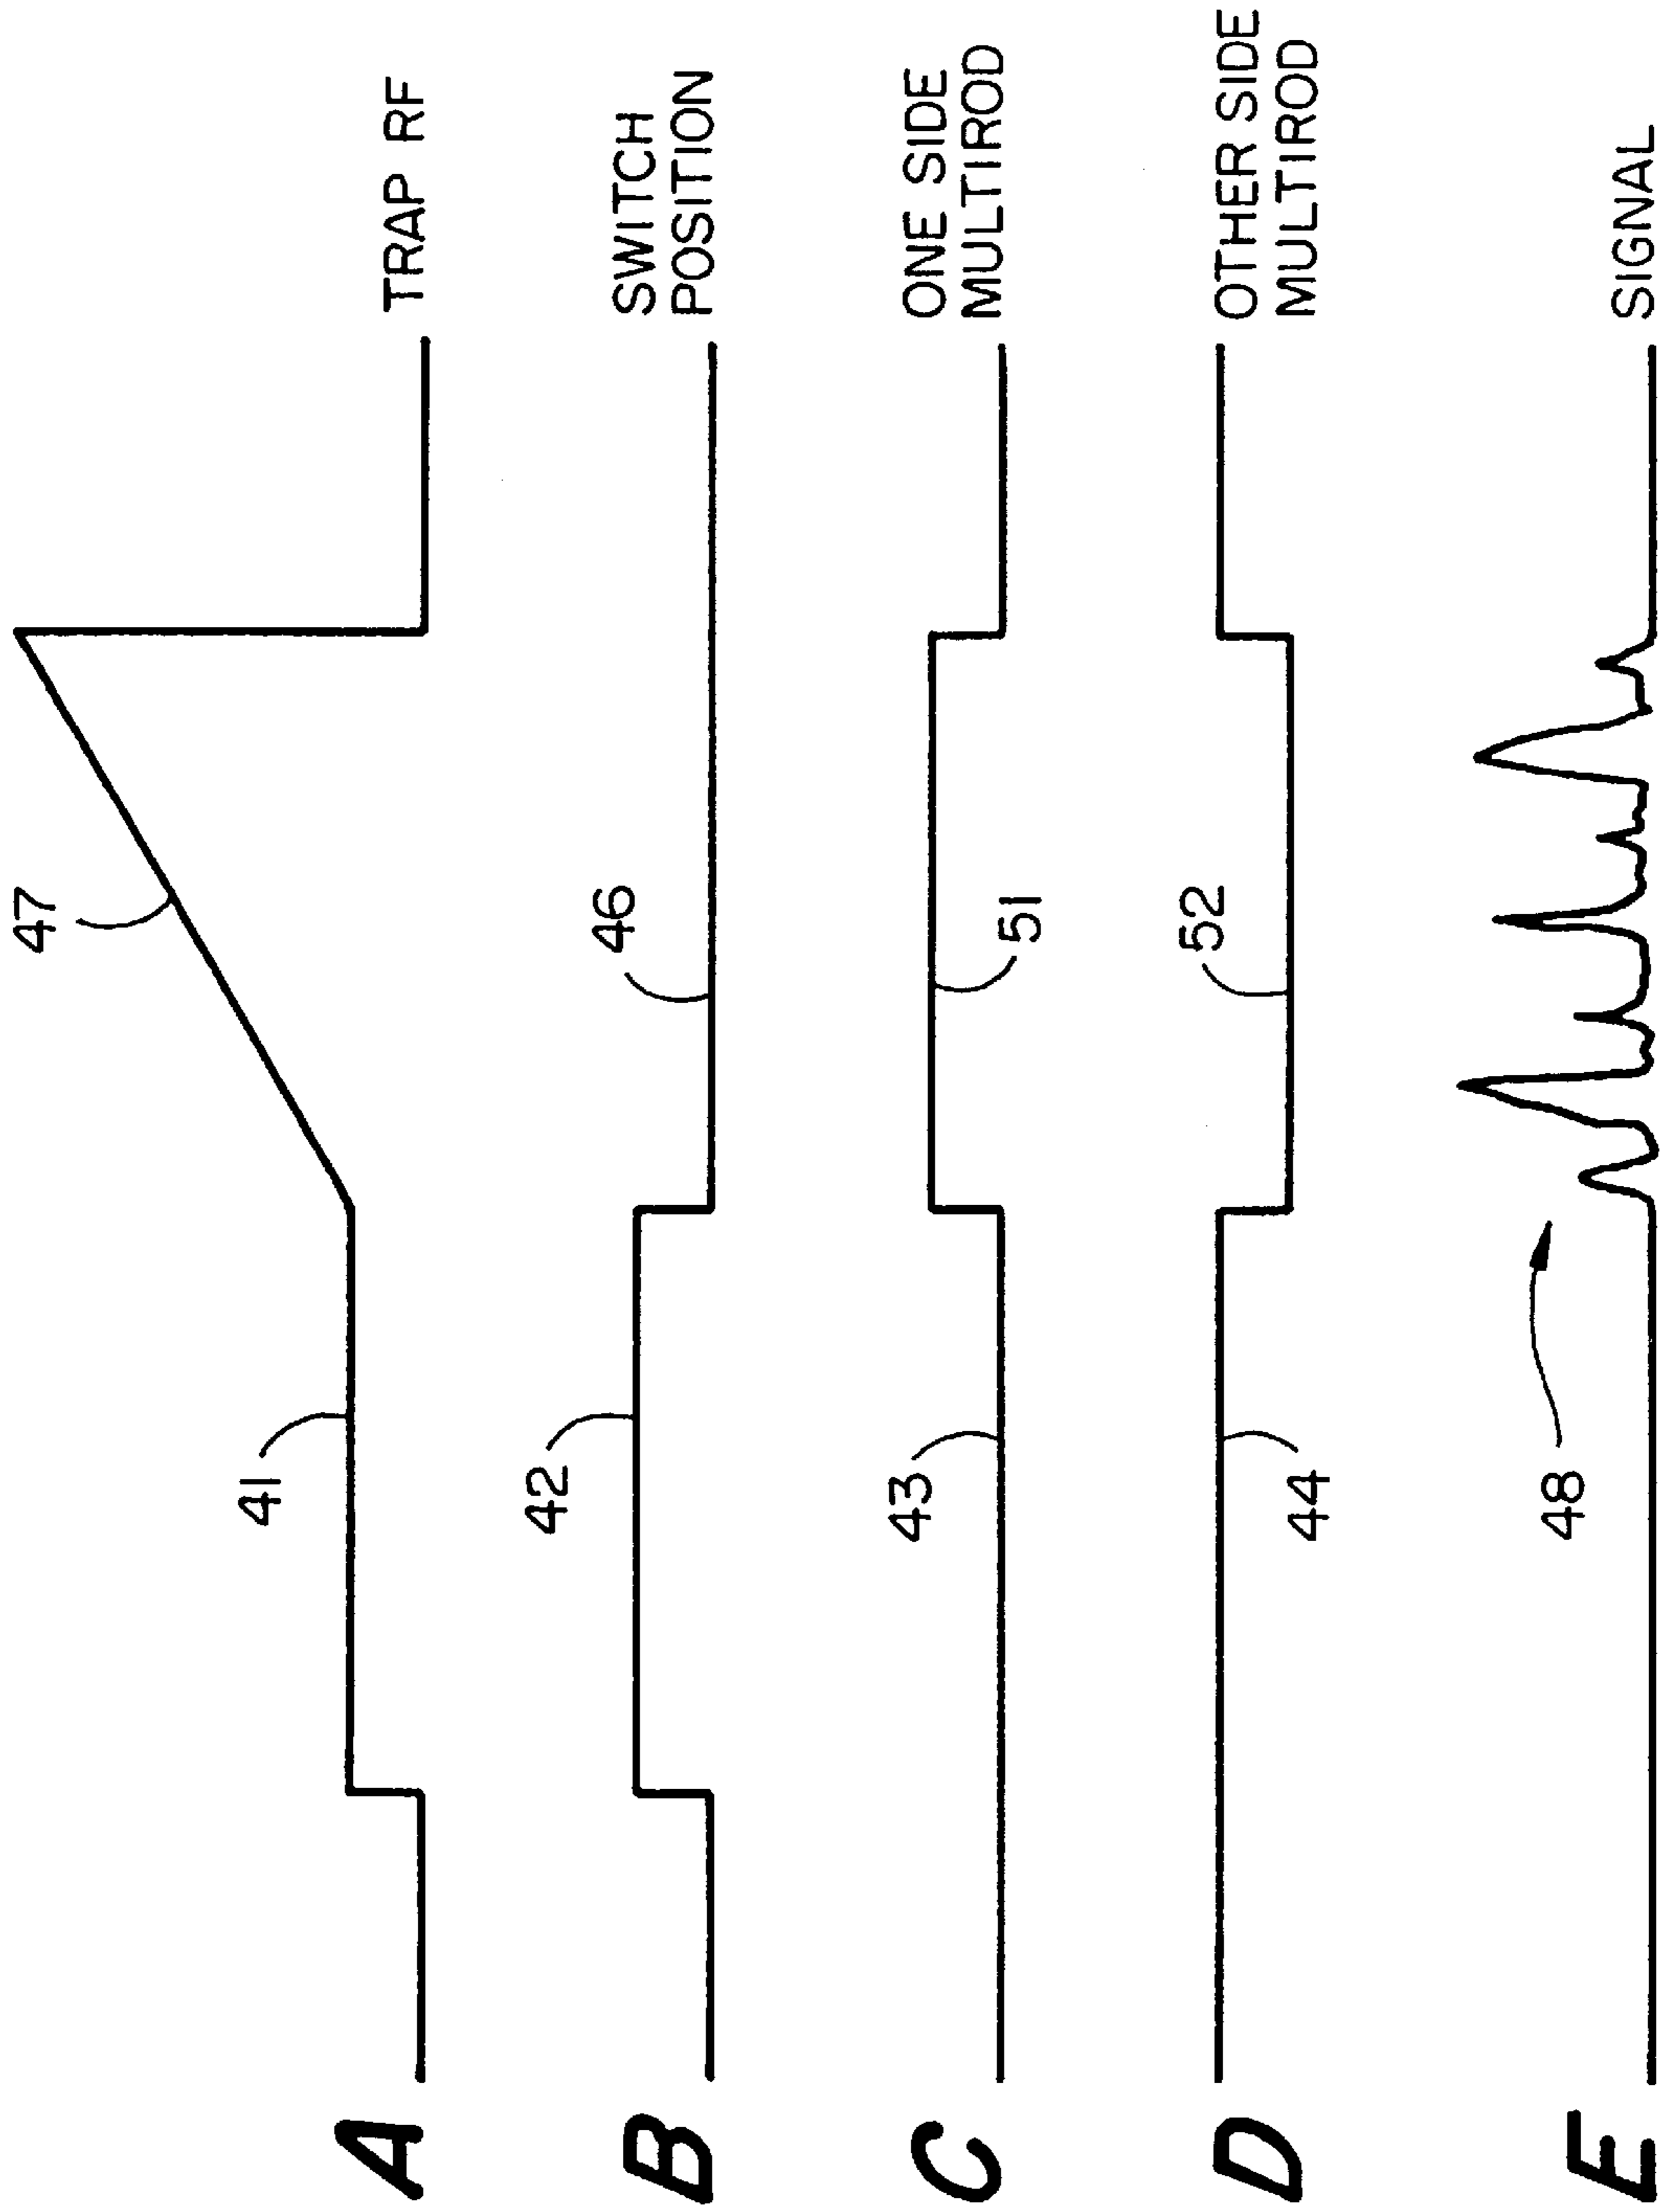 47
41
A
TRAP RF
42
46
B
SWITCH
POSITION
43
51
C
ONE SIDE
MULTIROD
52
44
D
OTHER SIDE
MULTIROD
48
E
SIGNAL